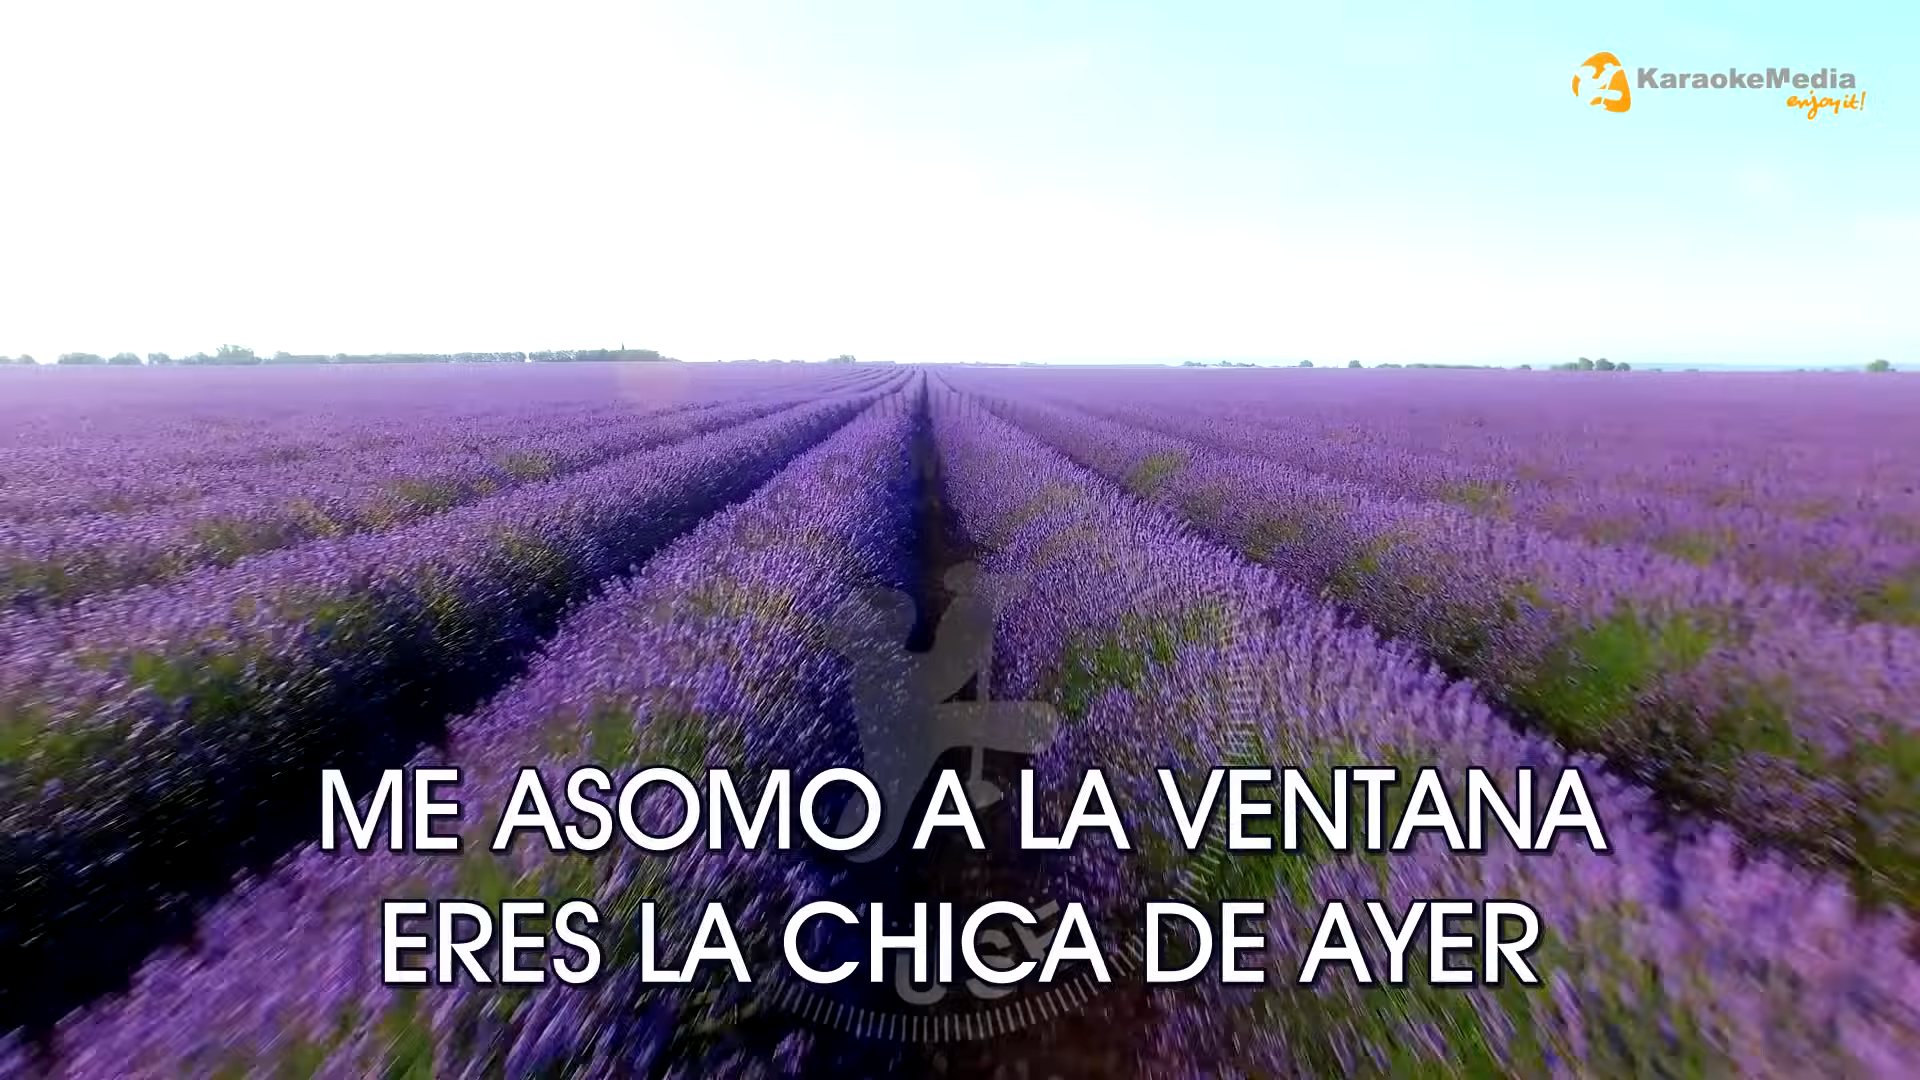 KaraokeMedia
enjoy it!
ME ASOMO A LA VENTANA
ERES LA CHICA DE AYER